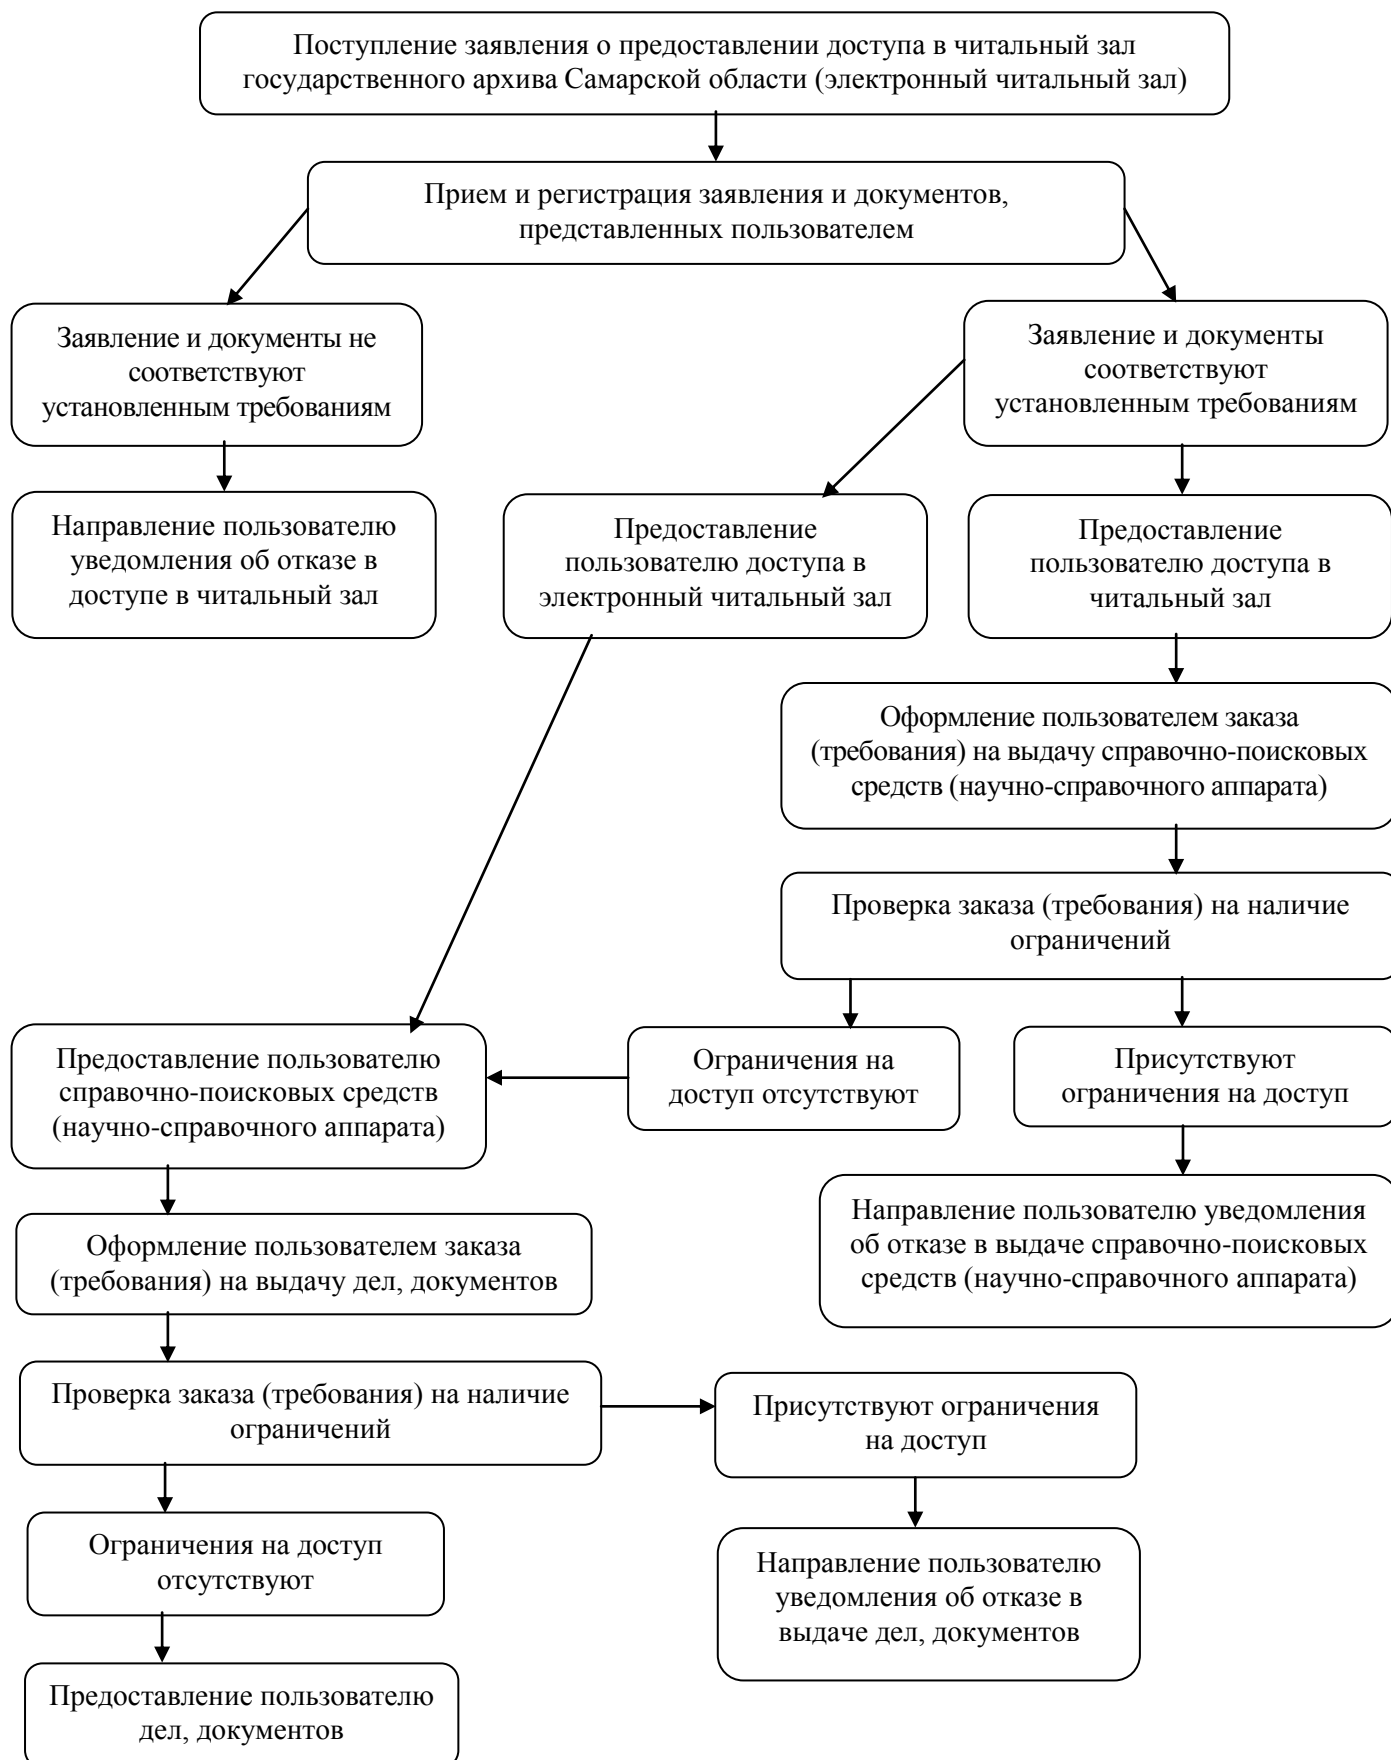 Поступление заявления о предоставлении доступа в читальный зал
государственного архива Самарской области (электронный читальный зал)
Прием и регистрация заявления и документов,
представленных пользователем
Заявление и документы не
соответствуют
установленным требованиям
Заявление и документы
соответствуют
установленным требованиям
Направление пользователю
уведомления об отказе в
доступе в читальный зал
Предоставление
пользователю доступа в
электронный читальный зал
Предоставление
пользователю доступа в
читальный зал
Оформление пользователем заказа
(требования) на выдачу справочно-поисковых
средств (научно-справочного аппарата)
Проверка заказа (требования) на наличие
ограничений
Предоставление пользователю
справочно-поисковых средств
(научно-справочного аппарата)
Ограничения на
доступ отсутствуют
Присутствуют
ограничения на доступ
Направление пользователю уведомления
об отказе в выдаче справочно-поисковых
средств (научно-справочного аппарата)
Оформление пользователем заказа
(требования) на выдачу дел, документов
Проверка заказа (требования) на наличие
ограничений
Присутствуют ограничения
на доступ
Ограничения на доступ
отсутствуют
Направление пользователю
уведомления об отказе в
выдаче дел, документов
Предоставление пользователю
дел, документов